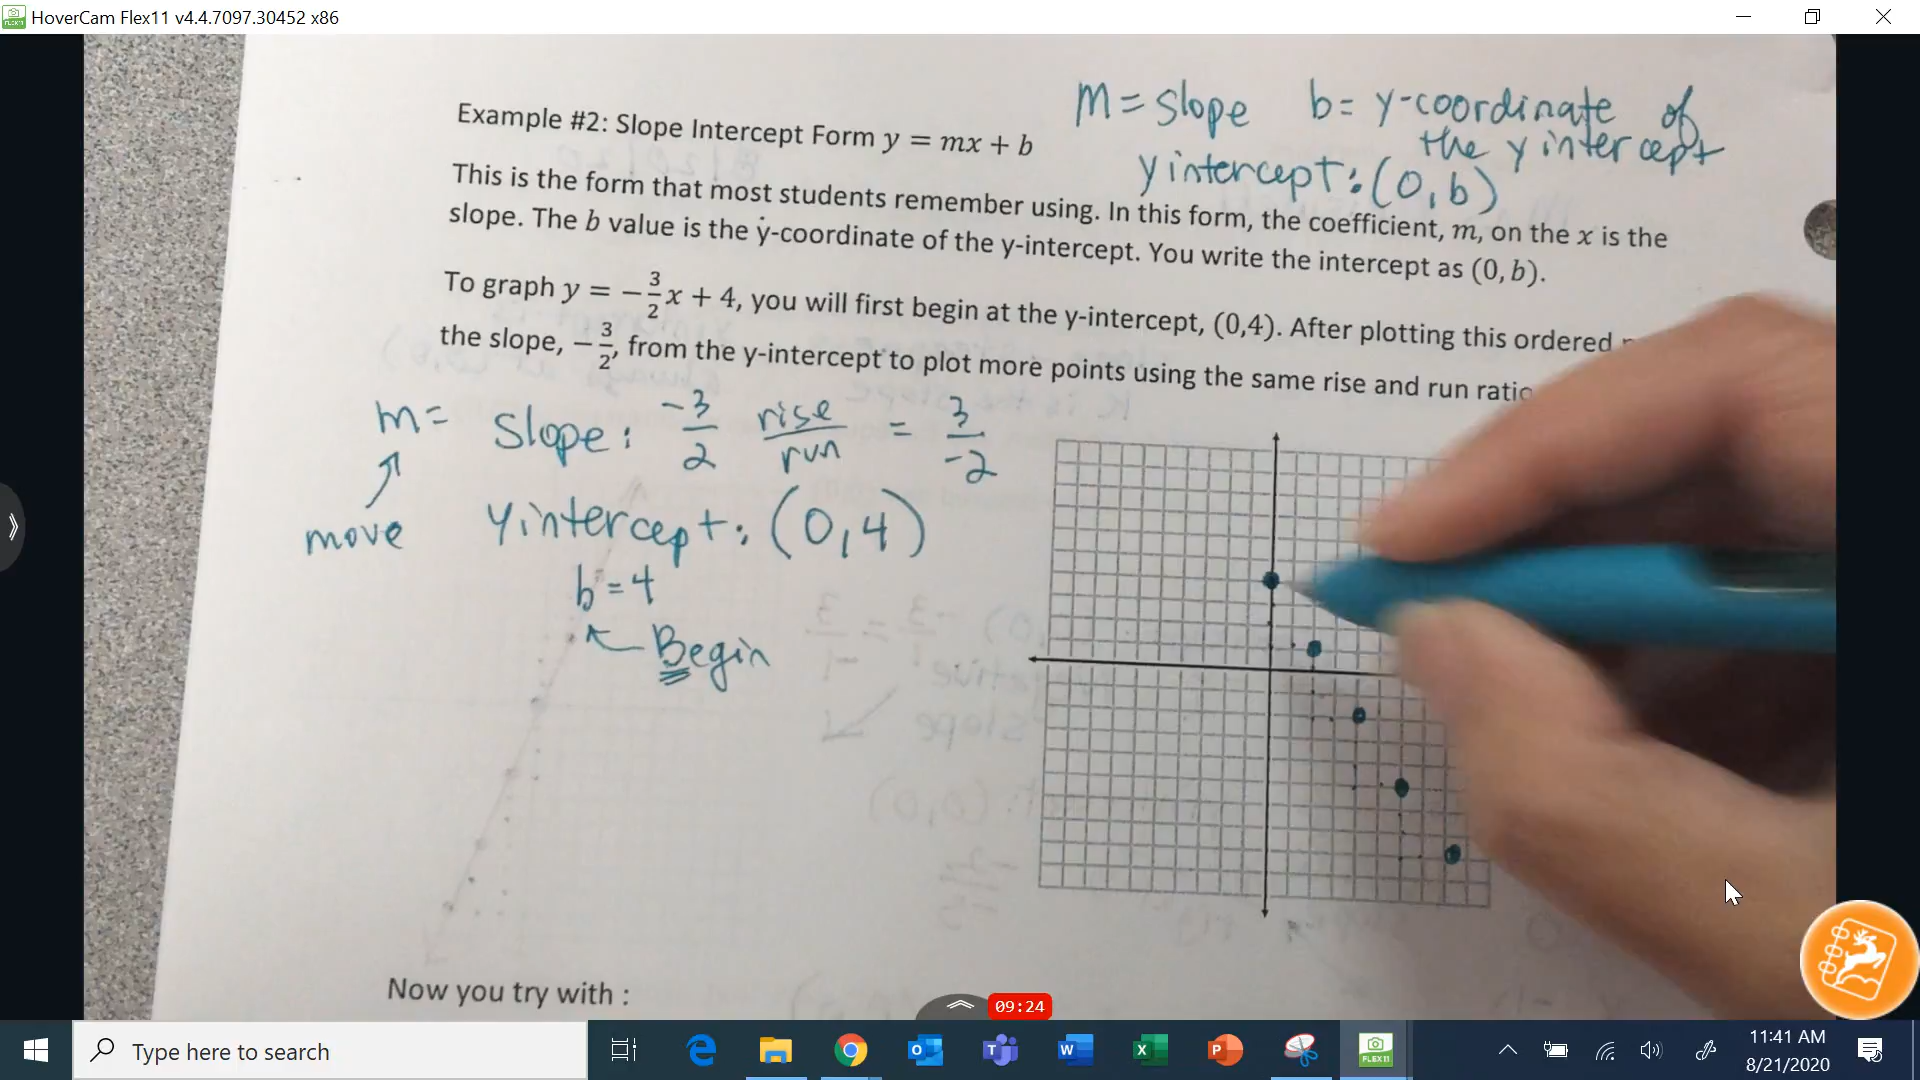 HoverCam Flex11 v4.4.7097.30452 x86
m = slope b = y-coordinate of
the y intercept
y intercept: (0, b)
Example #2: Slope Intercept Form y = mx + b
This is the form that most students remember using. In this form, the coefficient, m, on the x is the
slope. The b value is the y-coordinate of the y-intercept. You write the intercept as (0, b).
To graph y = −3/2x + 4, you will first begin at the y-intercept, (0,4). After plotting this ordered
the slope, −3/2, from the y-intercept to plot more points using the same rise and run ratio
m = slope: -3/2 rise/run = 3/-2
move
y intercept: (0,4)
b = 4
Begin
Now you try with :
09:24
Type here to search
FLEX11
11:41 AM
8/21/2020